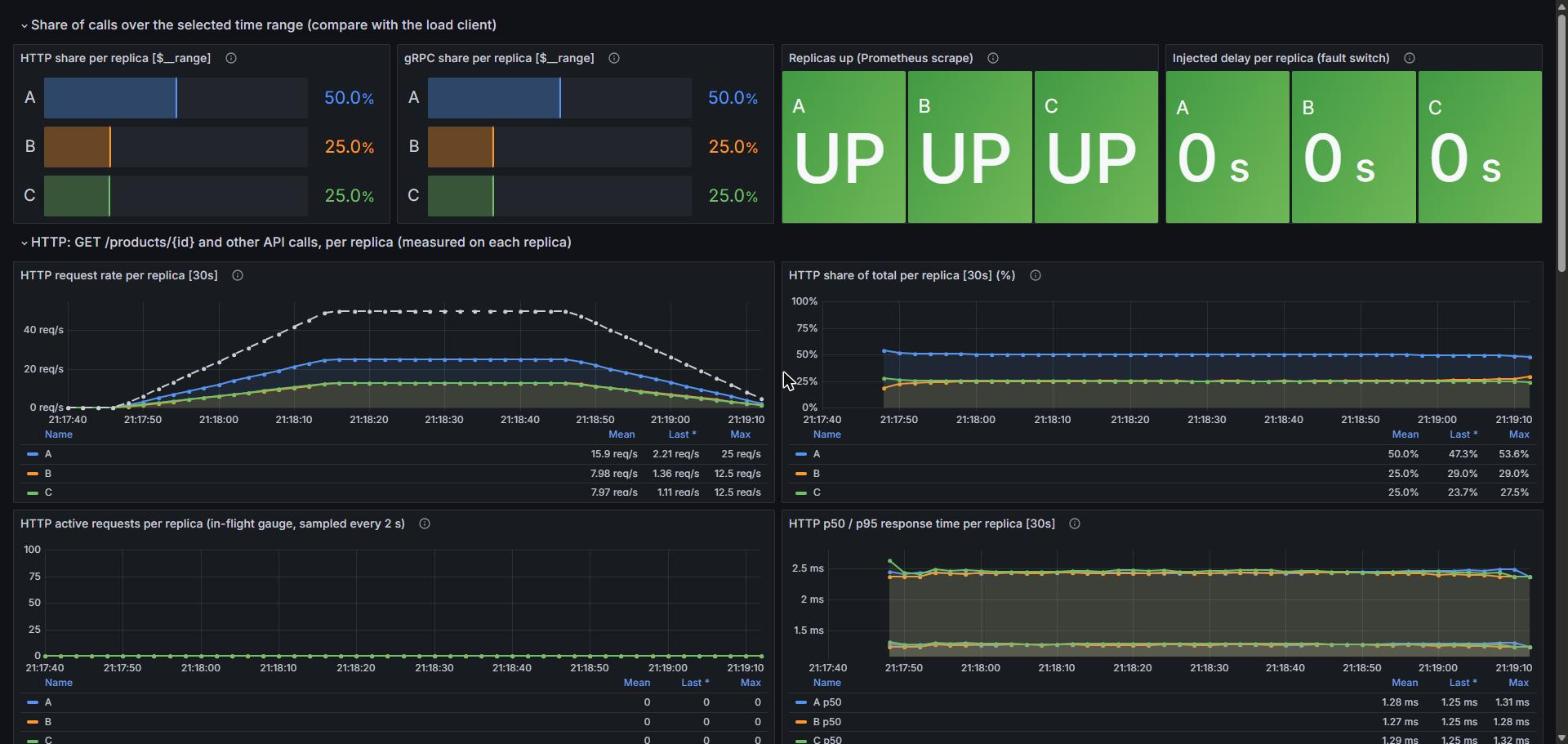 Share of calls over the selected time range (compare with the load client)
HTTP share per replica [$__range]
A 50.0%
B 25.0%
C 25.0%
gRPC share per replica [$__range]
A 50.0%
B 25.0%
C 25.0%
Replicas up (Prometheus scrape)
A B C
UP UP UP
Injected delay per replica (fault switch)
A B C
0 s 0 s 0 s
HTTP: GET /products/{id} and other API calls, per replica (measured on each replica)
HTTP request rate per replica [30s]
40 req/s
20 req/s
0 req/s
21:17:40 21:17:50 21:18:00 21:18:10 21:18:20 21:18:30 21:18:40 21:18:50 21:19:00 21:19:10
Name Mean Last * Max
A 15.9 req/s 2.21 req/s 25 req/s
B 7.98 req/s 1.36 req/s 12.5 req/s
C 7.97 req/s 1.11 req/s 12.5 req/s
HTTP share of total per replica [30s] (%)
100%
75%
50%
25%
0%
21:17:40 21:17:50 21:18:00 21:18:10 21:18:20 21:18:30 21:18:40 21:18:50 21:19:00 21:19:10
Name Mean Last * Max
A 50.0% 47.3% 53.6%
B 25.0% 29.0% 29.0%
C 25.0% 23.7% 27.5%
HTTP active requests per replica (in-flight gauge, sampled every 2 s)
100
75
50
25
0
21:17:40 21:17:50 21:18:00 21:18:10 21:18:20 21:18:30 21:18:40 21:18:50 21:19:00 21:19:10
Name Mean Last * Max
A 0 0 0
B 0 0 0
C 0 0 0
HTTP p50 / p95 response time per replica [30s]
2.5 ms
2 ms
1.5 ms
21:17:40 21:17:50 21:18:00 21:18:10 21:18:20 21:18:30 21:18:40 21:18:50 21:19:00 21:19:10
Name Mean Last * Max
A p50 1.28 ms 1.25 ms 1.31 ms
B p50 1.27 ms 1.25 ms 1.28 ms
C p50 1.29 ms 1.25 ms 1.32 ms